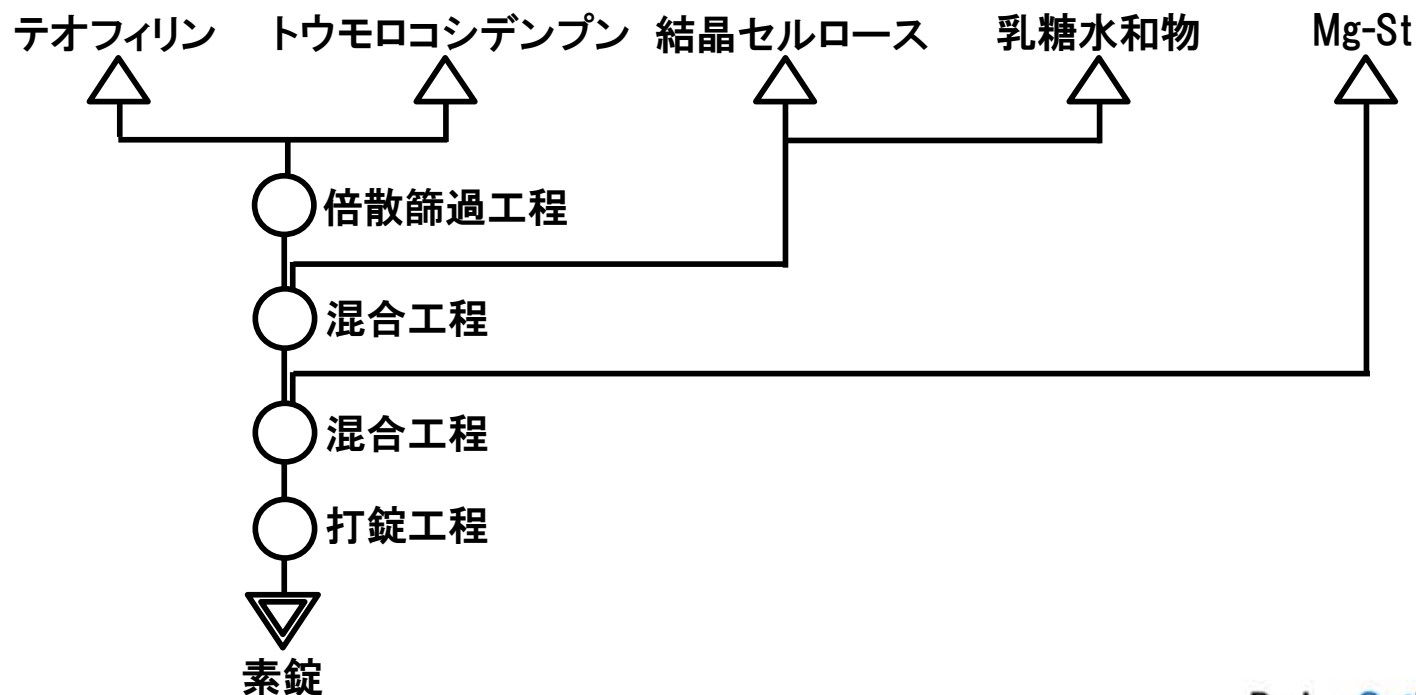 テオフィリン トウモロコシデンプン 結晶セルロース 乳糖水和物 Mg-St
倍散篩過工程
混合工程
混合工程
打錠工程
素錠